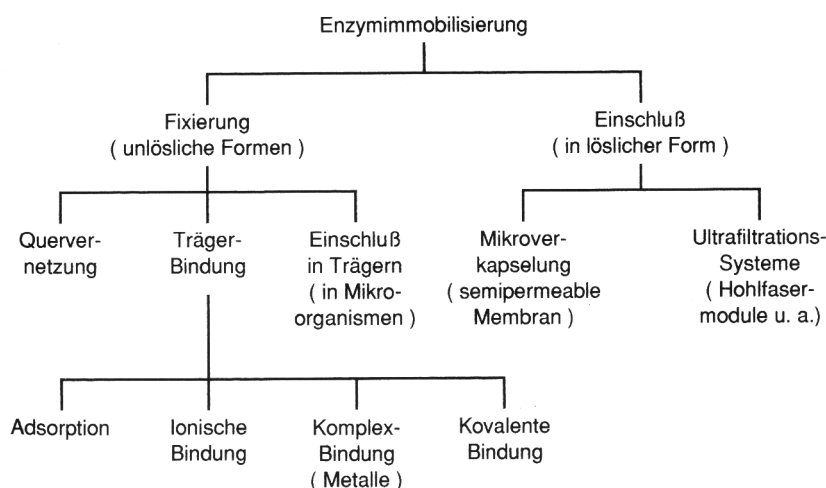 Enzymimmobilisierung
Fixierung
( unlösliche Formen )
Einschluß
( in löslicher Form )
Querver-
netzung
Träger-
Bindung
Einschluß
in Trägern
( in Mikro-
organismen )
Mikrover-
kapselung
( semipermeable
Membran )
Ultrafiltrations-
Systeme
( Hohlfaser-
module u. a.)
Adsorption
Ionische
Bindung
Komplex-
Bindung
( Metalle )
Kovalente
Bindung